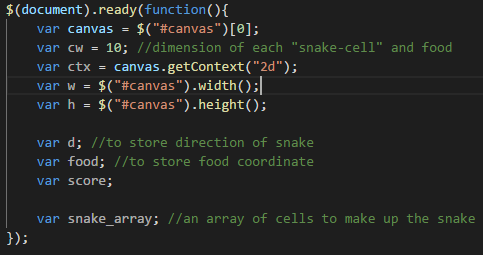 $(document).ready(function(){
    var canvas = $("#canvas")[0];
    var cw = 10; //dimension of each "snake-cell" and food
    var ctx = canvas.getContext("2d");
    var w = $("#canvas").width();
    var h = $("#canvas").height();

    var d; //to store direction of snake
    var food; //to store food coordinate
    var score;

    var snake_array; //an array of cells to make up the snake
});